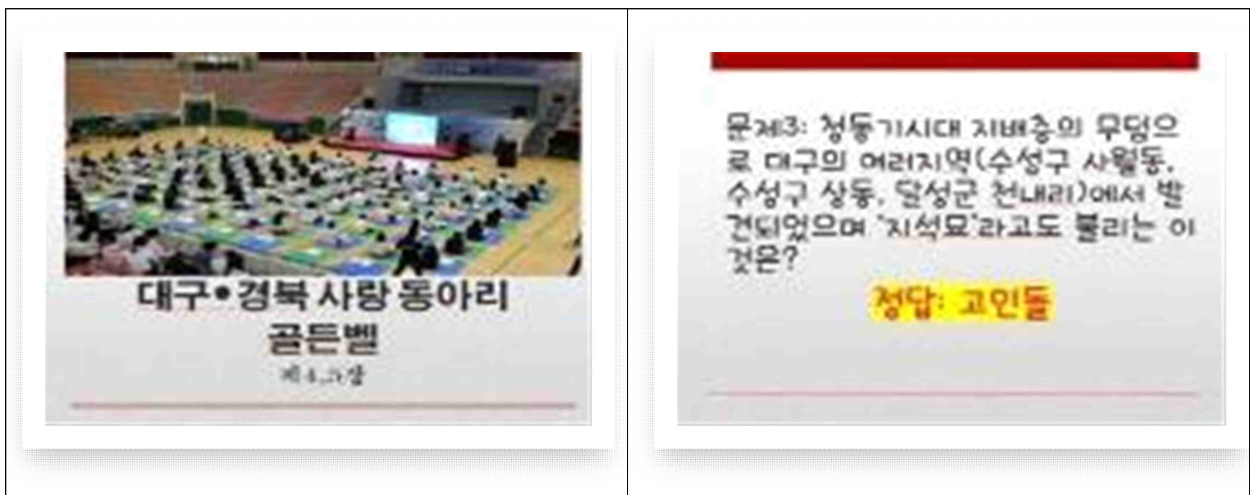 대구•경북 사랑 동아리
골든벨
제4,5장
문제3: 청동기시대 지배층의 무덤으
로 대구의 여러지역(수성구 사월동,
수성구 상동, 달성군 천내리)에서 발
견되었으며 '지석묘'라고도 불리는 이
것은?
정답: 고인돌